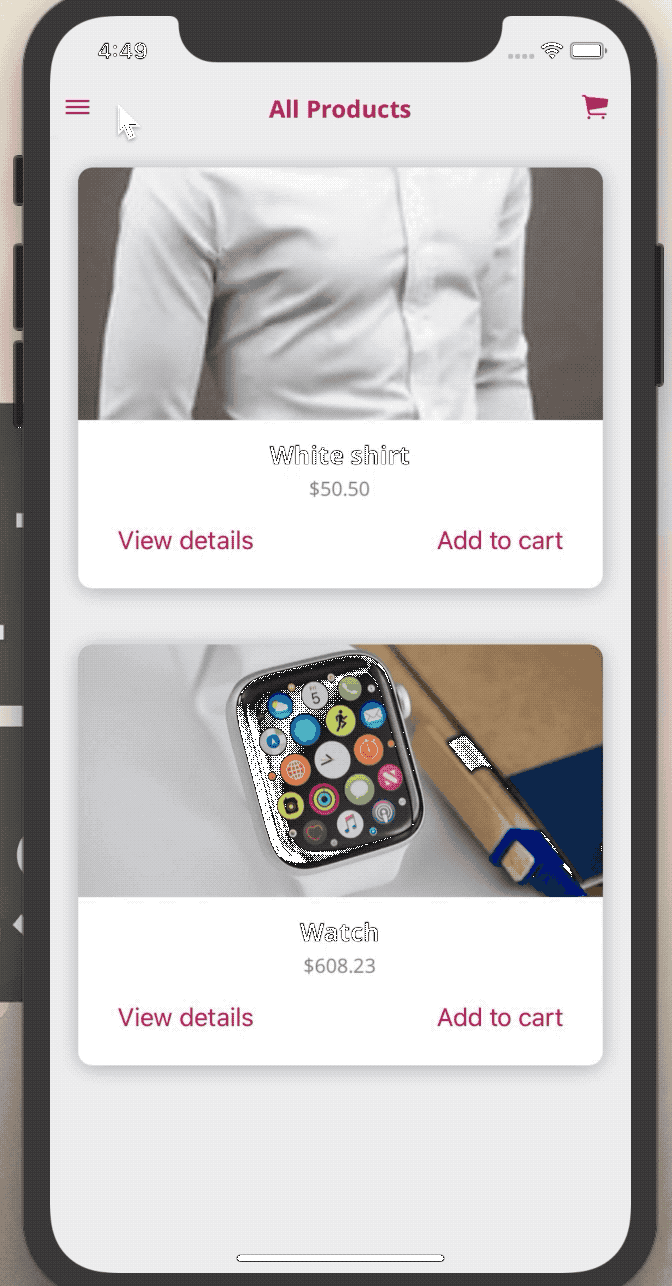 4:49
All Products
White shirt
$50.50
View details
Add to cart
5
Watch
$608.23
View details
Add to cart